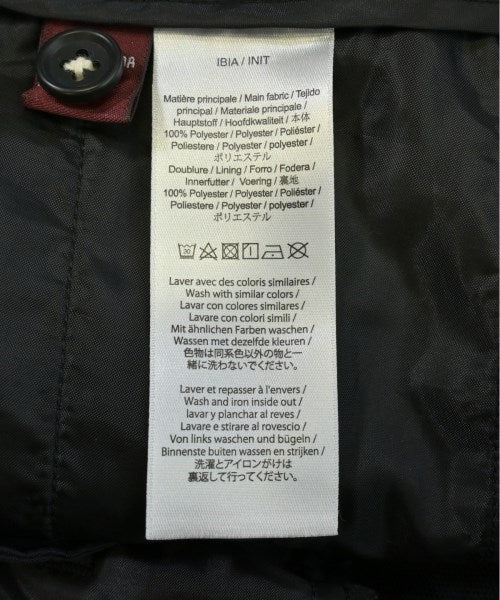 IBIA / INIT
Matière principale / Main fabric / Tejido
principal / Materiale principale /
Hauptstoff / Hoofdkwaliteit / 本体
100% Polyester / Polyester / Poliéster /
Poliestere / Polyester / polyester /
ポリエステル
Doublure / Lining / Forro / Fodera /
Innerfutter / Voering / 裏地
100% Polyester / Polyester / Poliéster /
Poliestere / Polyester / polyester /
ポリエステル
30
Laver avec des coloris similaires /
Wash with similar colors /
Lavar con colores similares /
Lavare con colori simili /
Mit ähnlichen Farben waschen /
Wassen met dezelfde kleuren /
色物は同系色以外の物と一
緒に洗わないでください。
Laver et repasser à l'envers /
Wash and iron inside out /
lavar y planchar al reves /
Lavare e stirare al rovescio /
Von links waschen und bügeln /
Binnenste buiten wassen en strijden /
洗濯とアイロンがけは
裏返して行ってください。